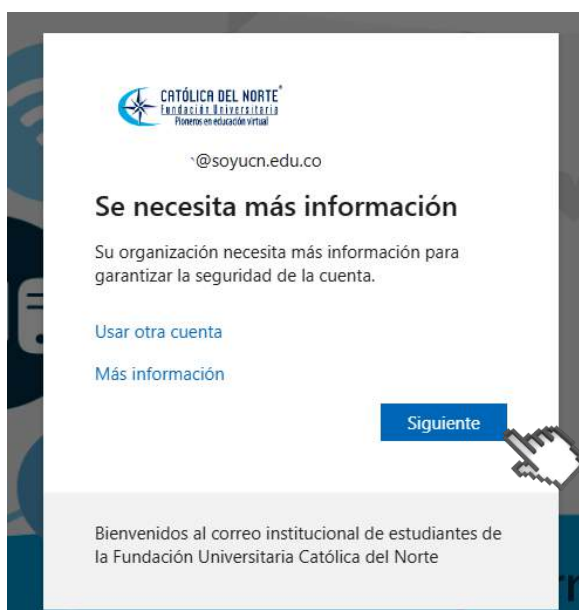 CATÓLICA DEL NORTE®
Fundación Universitaria
Pioneros en educación virtual
@soyucn.edu.co
Se necesita más información
Su organización necesita más información para
garantizar la seguridad de la cuenta.
Usar otra cuenta
Más información
Siguiente
Bienvenidos al correo institucional de estudiantes de
la Fundación Universitaria Católica del Norte